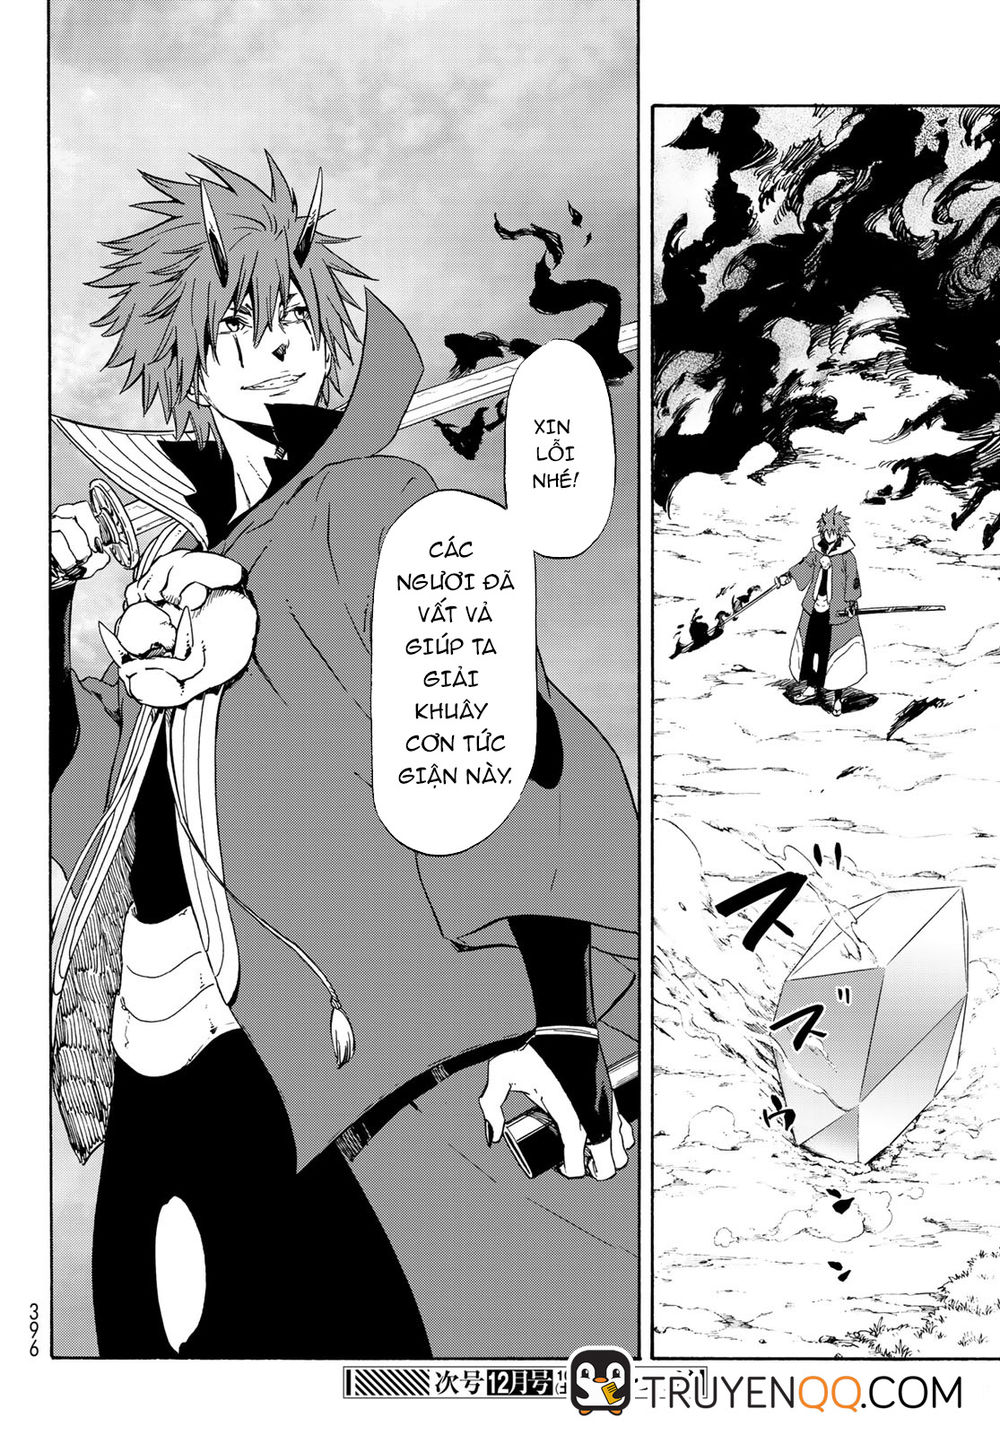 ズ
ズ
ウ
XIN
LỖI
NHÉ!
CÁC
NGƯƠI ĐÃ
VẤT VẢ
GIÚP TA
GIẢI
KHUÂY
CƠN TỨC
GIẬN NÀY.
396
次号12月号
TRUYENQQ.COM